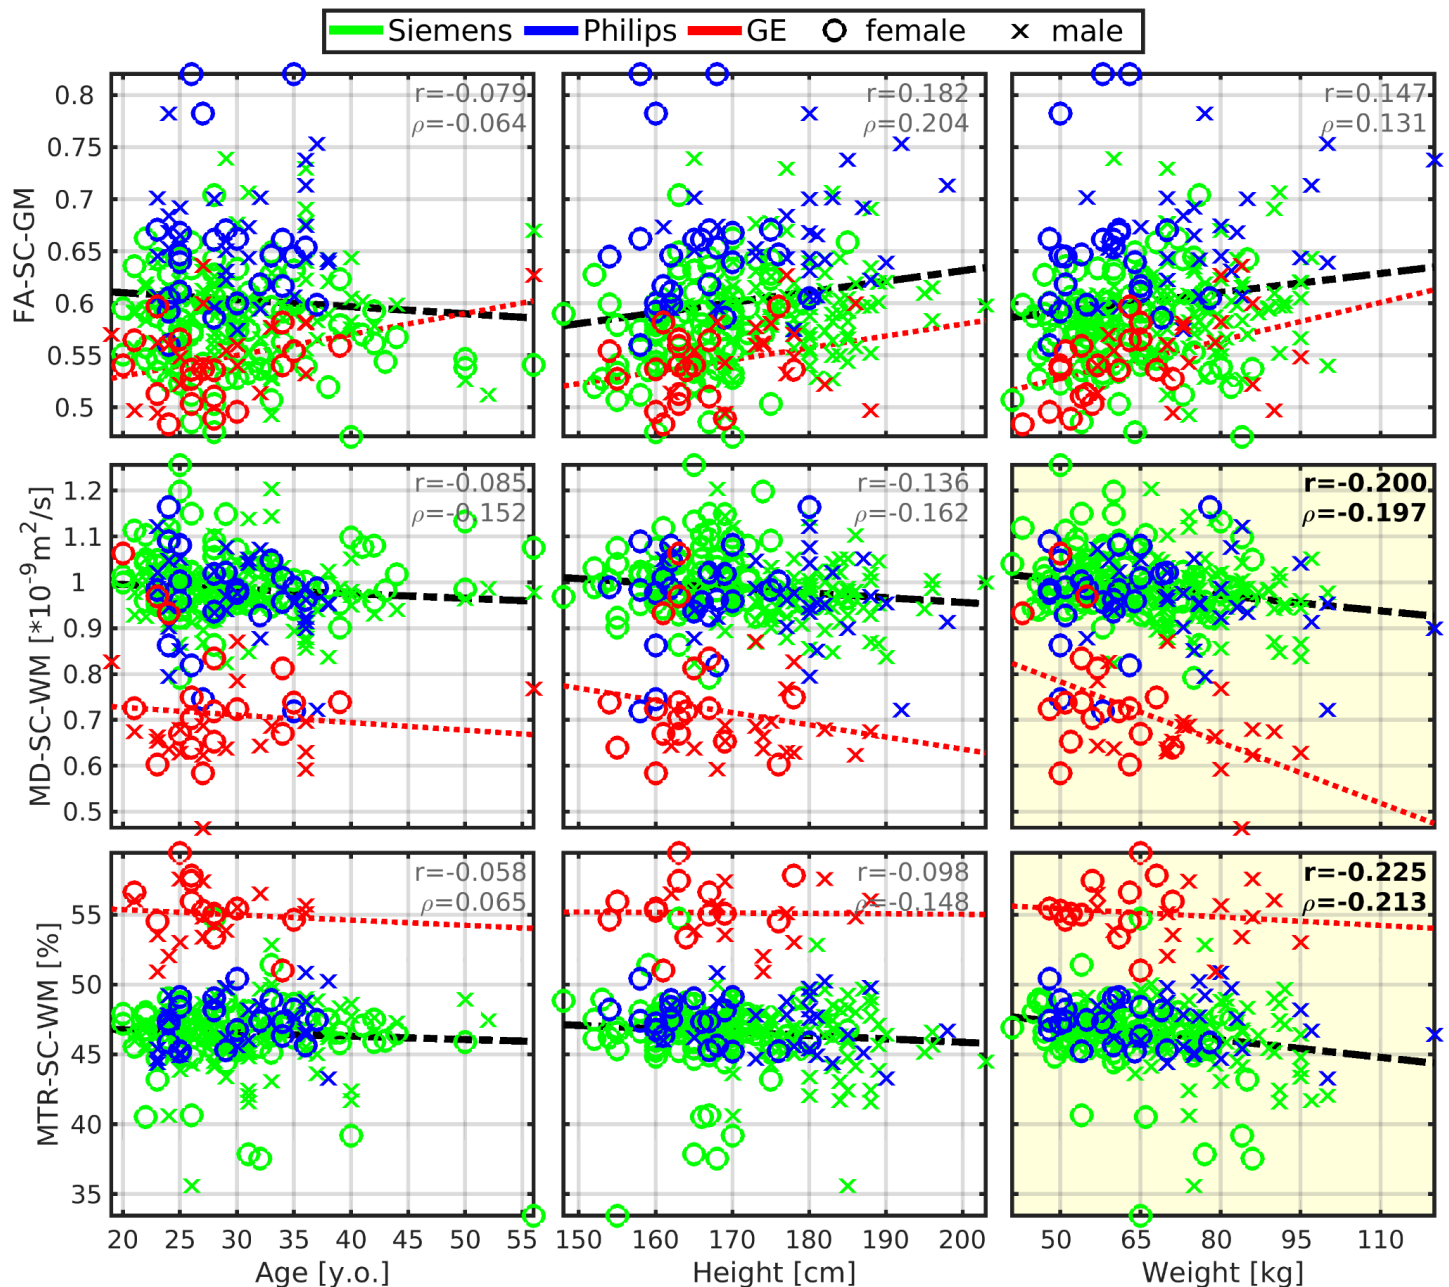 Siemens Philips GE female male
FA-SC-GM
0.8
0.75
0.7
0.65
0.6
0.55
0.5
r=-0.079
ρ=-0.064
r=0.182
ρ=0.204
r=0.147
ρ=0.131
MD-SC-WM [*10⁻⁹m²/s]
1.2
1.1
1
0.9
0.8
0.7
0.6
0.5
r=-0.085
ρ=-0.152
r=-0.136
ρ=-0.162
r=-0.200
ρ=-0.197
MTR-SC-WM [%]
55
50
45
40
35
r=-0.058
ρ=0.065
r=-0.098
ρ=-0.148
r=-0.225
ρ=-0.213
20 25 30 35 40 45 50 55
150 160 170 180 190 200
50 65 80 95 110
Age [y.o.]
Height [cm]
Weight [kg]